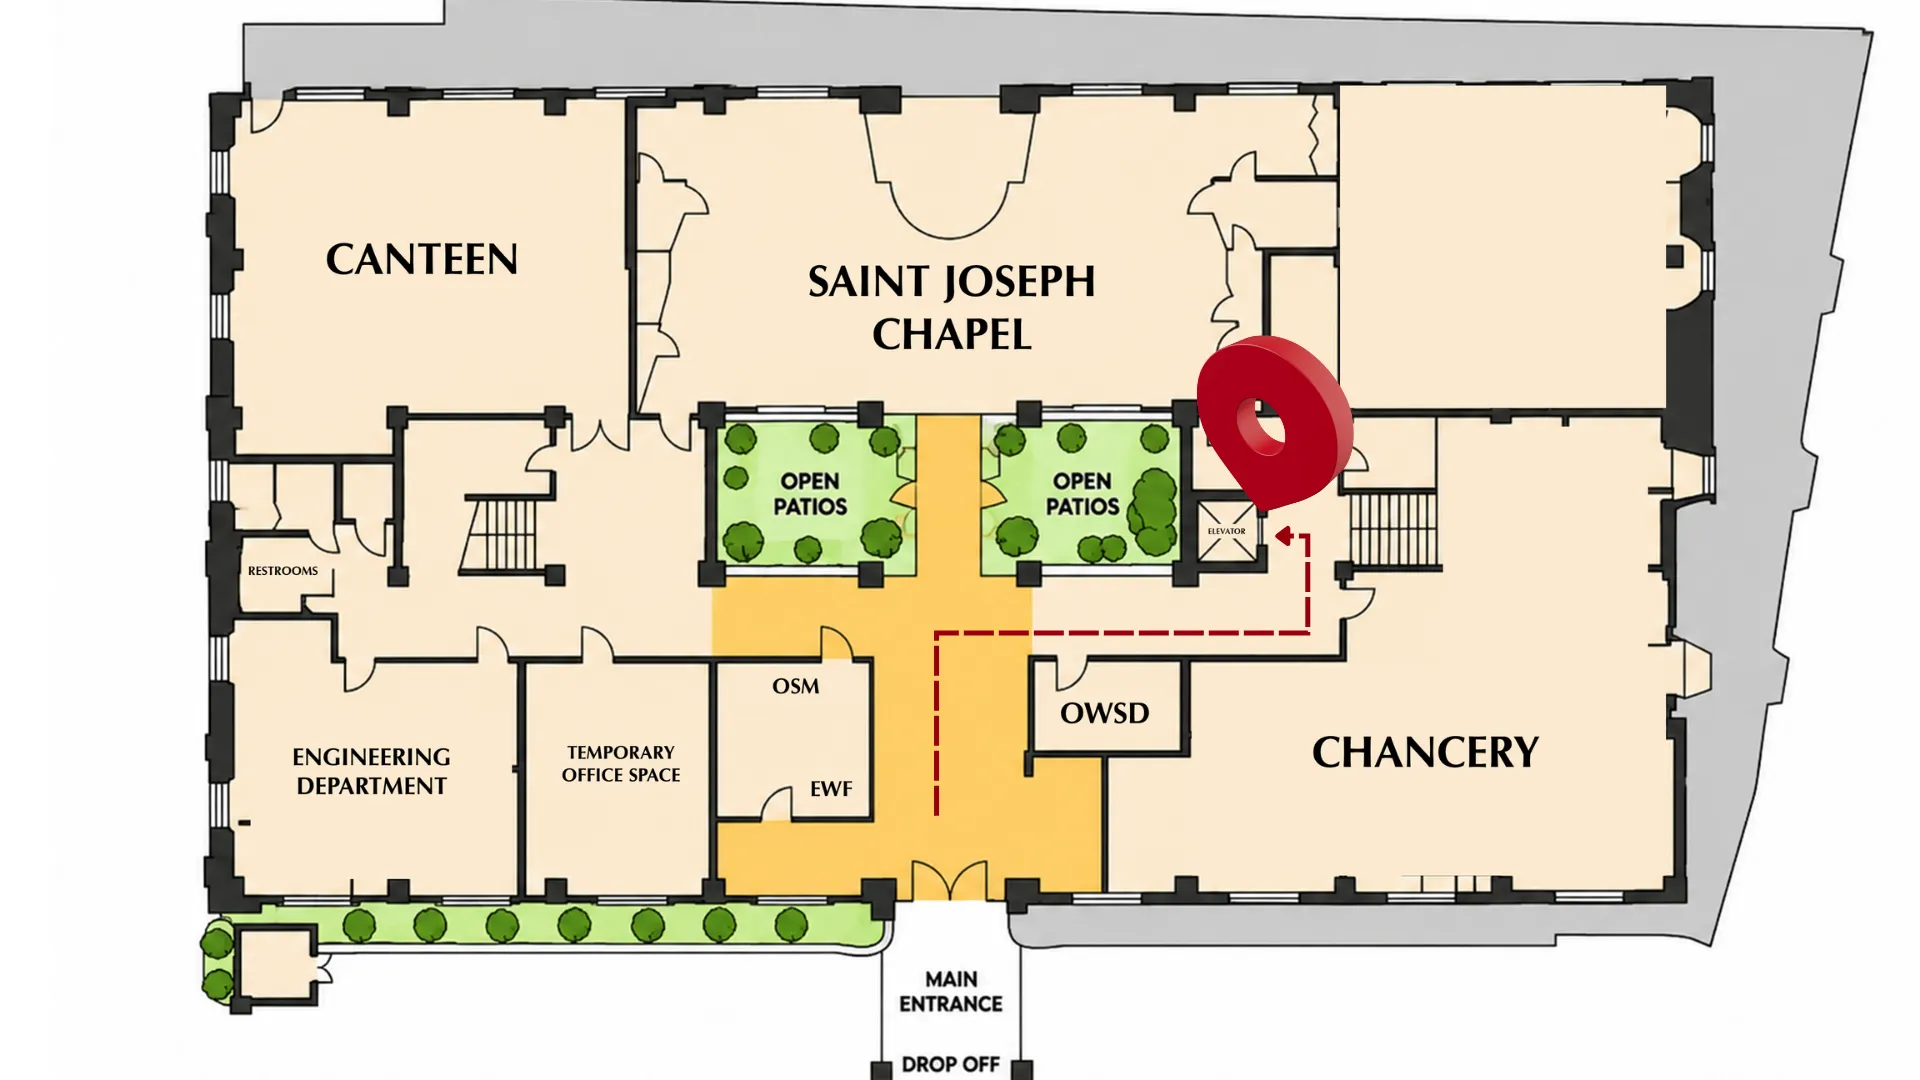 CANTEEN
SAINT JOSEPH
CHAPEL
OPEN
PATIOS
OPEN
PATIOS
ELEVATOR
RESTROOMS
OSM
OWSD
ENGINEERING
DEPARTMENT
TEMPORARY
OFFICE SPACE
EWF
CHANCERY
MAIN
ENTRANCE
DROP OFF